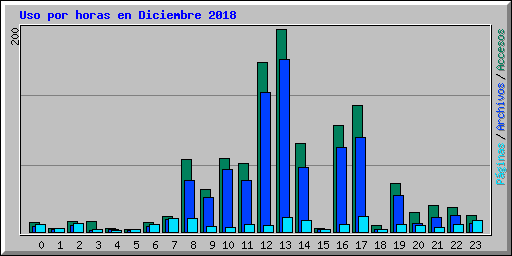 Uso por horas en Diciembre 2018
200
Páginas / Archivos / Accesos
0 1 2 3 4 5 6 7 8 9 10 11 12 13 14 15 16 17 18 19 20 21 22 23